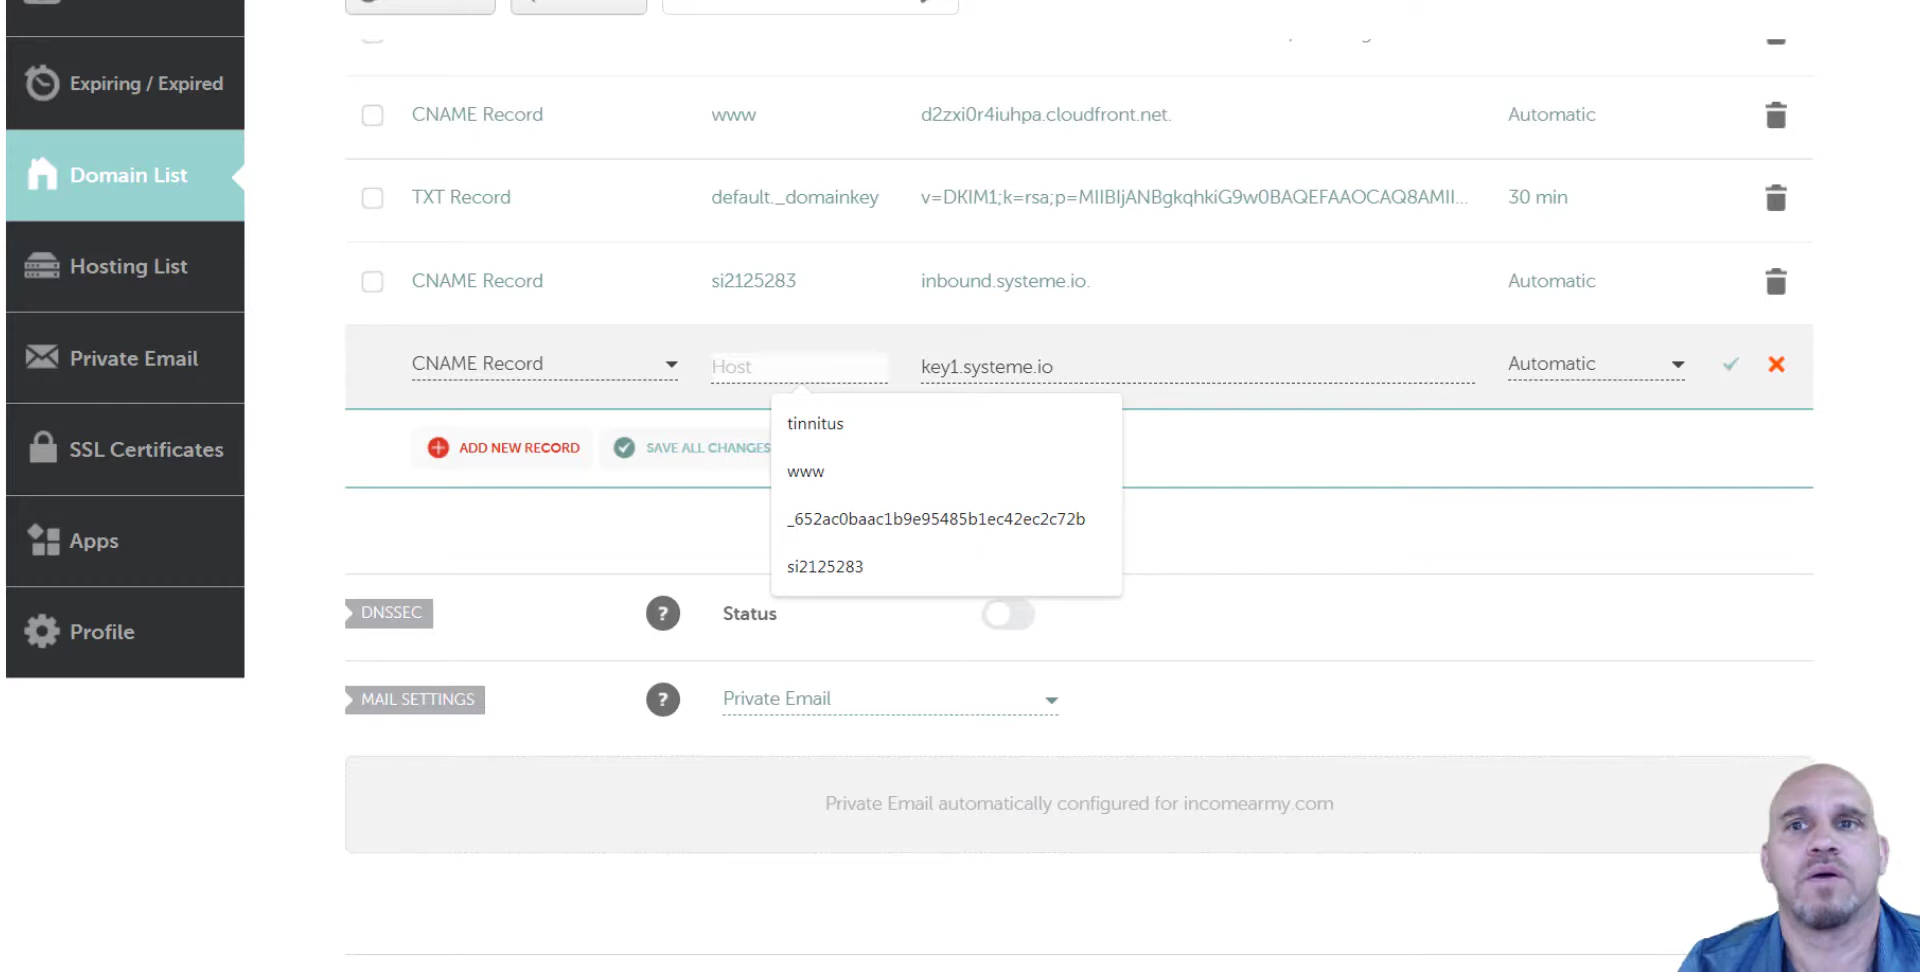 Expiring / Expired
CNAME Record www d2zxi0r4iuhpa.cloudfront.net. Automatic
Domain List
TXT Record default._domainkey v=DKIM1;k=rsa;p=MIIBIjANBgkqhkiG9w0BAQEFAAOCAQ8AMII... 30 min
Hosting List
CNAME Record si2125283 inbound.systeme.io. Automatic
Private Email
CNAME Record Host key1.systeme.io Automatic
tinnitus
SSL Certificates
ADD NEW RECORD SAVE ALL CHANGES
www
_652ac0baac1b9e95485b1ec42ec2c72b
Apps
si2125283
DNSSEC ? Status
Profile
MAIL SETTINGS ? Private Email
Private Email automatically configured for incomearmy.com